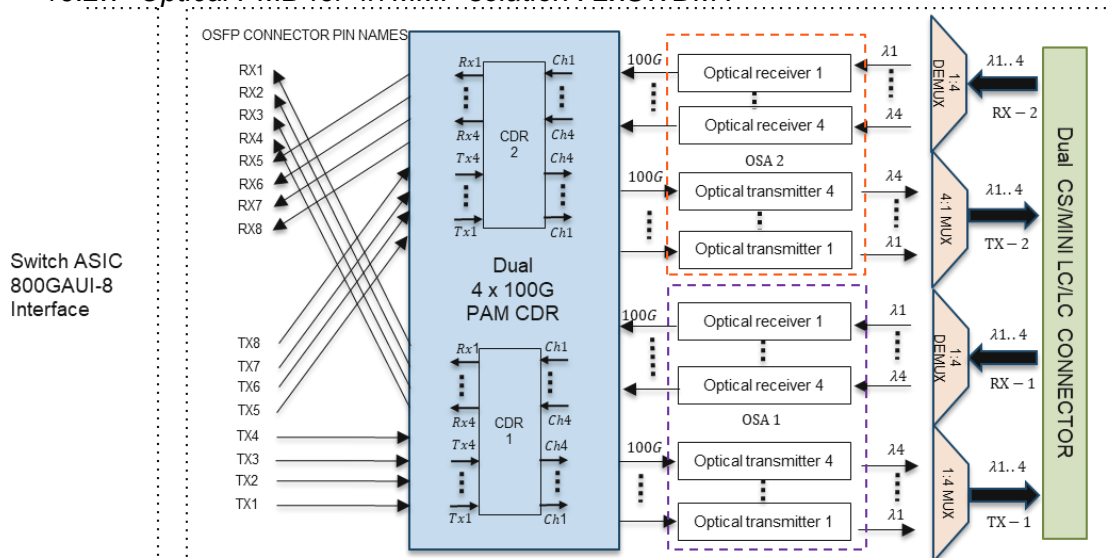 OSFP CONNECTOR PIN NAMES
RX1
RX2
RX3
RX4
RX5
RX6
RX7
RX8
Switch ASIC
800GAUI-8
Interface
TX8
TX7
TX6
TX5
TX4
TX3
TX2
TX1
Rx1
Ch1
CDR
2
Rx4
Ch4
Tx4
Ch4
Tx1
Ch1
Dual
4 x 100G
PAM CDR
Rx1
Ch1
CDR
1
Rx4
Ch4
Tx4
Ch4
Tx1
Ch1
100G
Optical receiver 1
λ1
Optical receiver 4
λ4
OSA 2
100G
Optical transmitter 4
λ4
Optical transmitter 1
λ1
100G
Optical receiver 1
λ1
Optical receiver 4
λ4
OSA 1
100G
Optical transmitter 4
λ4
Optical transmitter 1
λ1
1:4
DEMUX
λ1..4
RX−2
4:1 MUX
λ1..4
TX−2
1:4
DEMUX
λ1..4
RX−1
1:4 MUX
λ1..4
TX−1
Dual CS/MINI LC/LC CONNECTOR